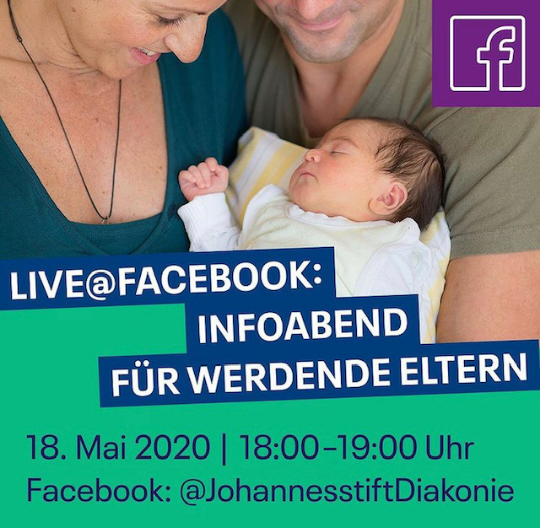 LIVE@FACEBOOK:
INFOABEND
FÜR WERDENDE ELTERN
18. Mai 2020 | 18:00–19:00 Uhr
Facebook: @JohannesstiftDiakonie